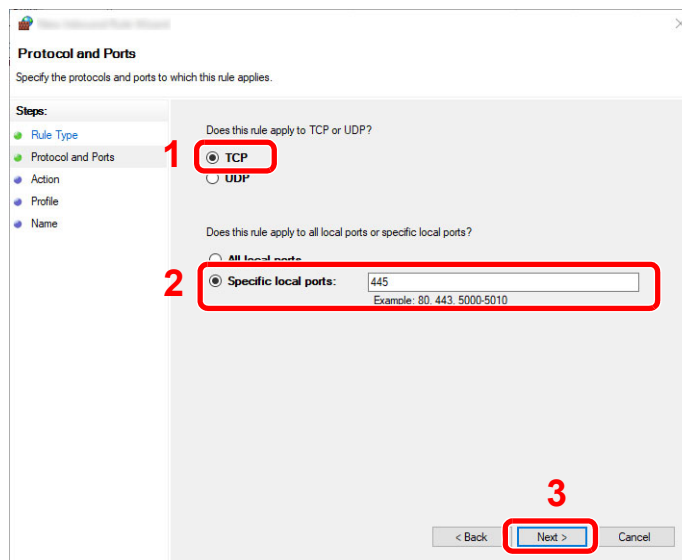 Protocol and Ports
Specify the protocols and ports to which this rule applies.
Steps:
Rule Type
Protocol and Ports
Action
Profile
Name
Does this rule apply to TCP or UDP?
1
TCP
UDP
Does this rule apply to all local ports or specific local ports?
All local ports
2
Specific local ports:
445
Example: 80, 443, 5000-5010
3
< Back
Next >
Cancel